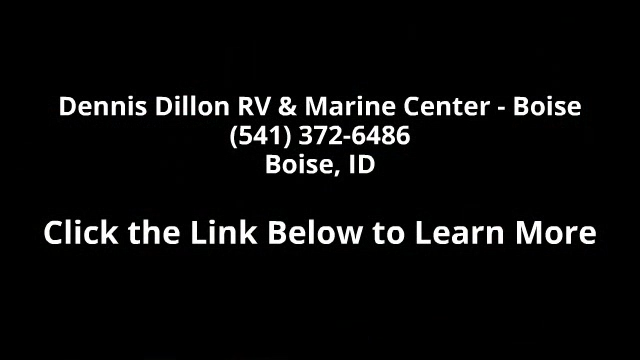 Dennis Dillon RV & Marine Center - Boise
(541) 372-6486
Boise, ID
Click the Link Below to Learn More